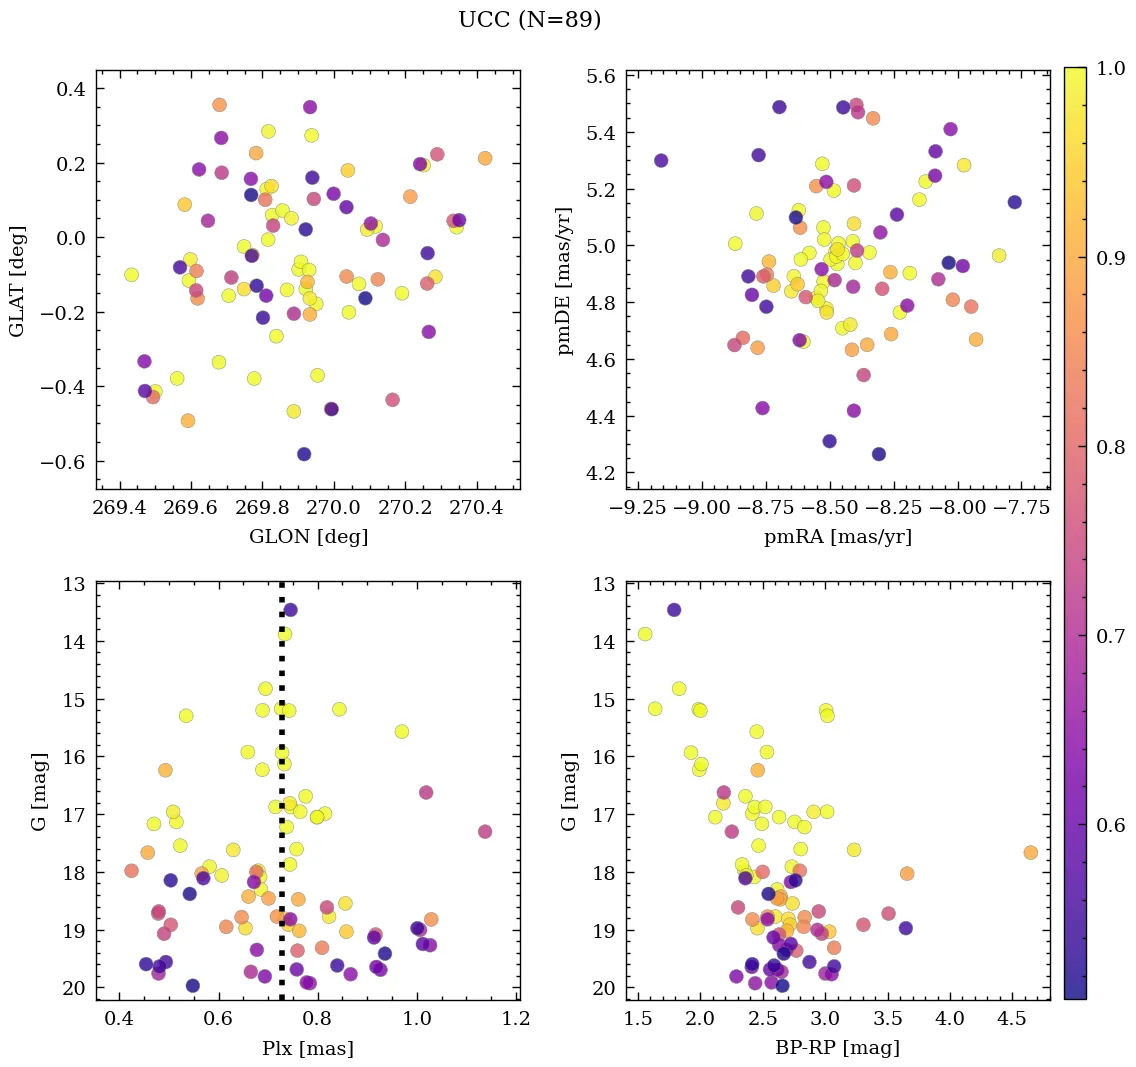 UCC (N=89)
0.4
0.2
0.0
−0.2
−0.4
−0.6
GLAT [deg]
269.4 269.6 269.8 270.0 270.2 270.4
GLON [deg]
5.6
5.4
5.2
5.0
4.8
4.6
4.4
4.2
pmDE [mas/yr]
−9.25 −9.00 −8.75 −8.50 −8.25 −8.00 −7.75
pmRA [mas/yr]
1.0
0.9
0.8
0.7
0.6
13
14
15
16
17
18
19
20
G [mag]
0.4 0.6 0.8 1.0 1.2
Plx [mas]
13
14
15
16
17
18
19
20
G [mag]
1.5 2.0 2.5 3.0 3.5 4.0 4.5
BP-RP [mag]